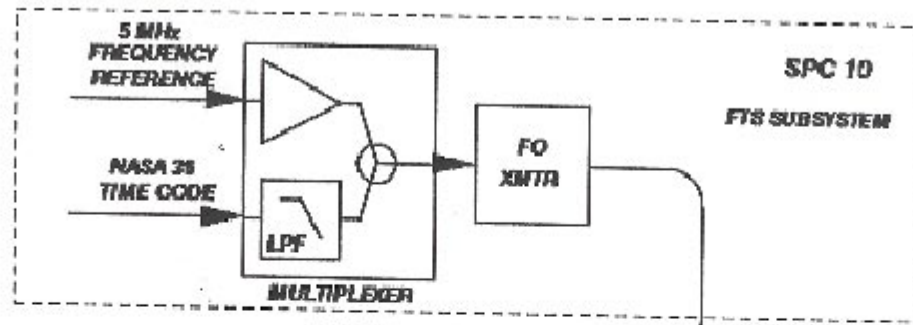 5 MHz
FREQUENCY
REFERENCE
SPC 10
FTS SUBSYSTEM
FO
XMTR
NASA 36
TIME CODE
LPF
MULTIPLEXER